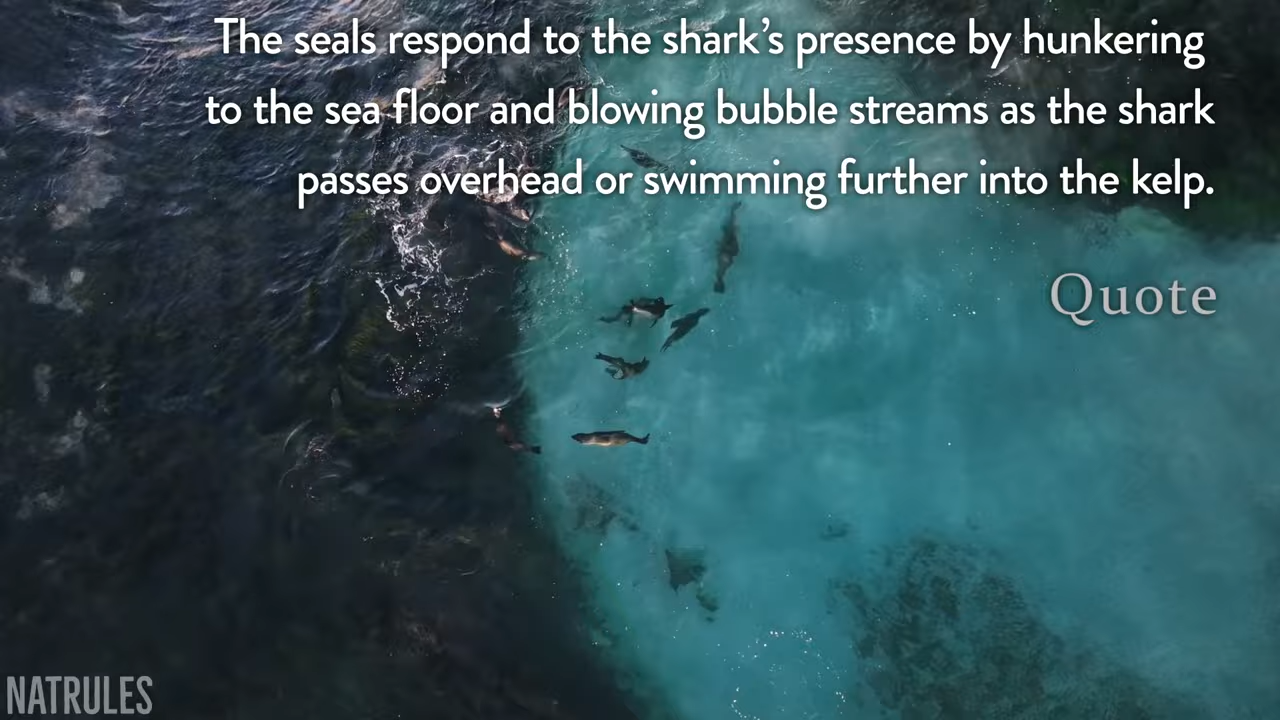 The seals respond to the shark’s presence by hunkering
to the sea floor and blowing bubble streams as the shark
passes overhead or swimming further into the kelp.
Quote
NATRULES